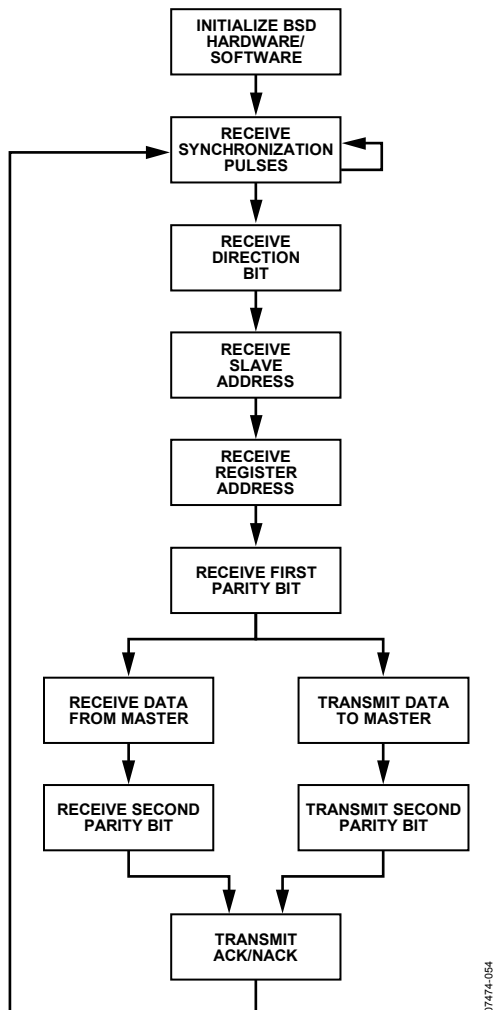 INITIALIZE BSD
HARDWARE/
SOFTWARE
RECEIVE
SYNCHRONIZATION
PULSES
RECEIVE
DIRECTION
BIT
RECEIVE
SLAVE
ADDRESS
RECEIVE
REGISTER
ADDRESS
RECEIVE FIRST
PARITY BIT
RECEIVE DATA
FROM MASTER
TRANSMIT DATA
TO MASTER
RECEIVE SECOND
PARITY BIT
TRANSMIT SECOND
PARITY BIT
TRANSMIT
ACK/NACK
07474-054